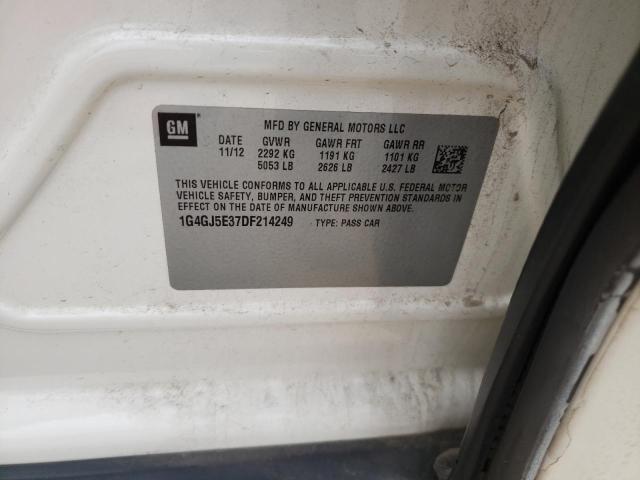 GM
MFD BY GENERAL MOTORS LLC
DATE GVWR GAWR FRT GAWR RR
11/12 2292 KG 1191 KG 1101 KG
5053 LB 2626 LB 2427 LB
THIS VEHICLE CONFORMS TO ALL APPLICABLE U.S. FEDERAL MOTOR
VEHICLE SAFETY, BUMPER, AND THEFT PREVENTION STANDARDS IN
EFFECT ON THE DATE OF MANUFACTURE SHOWN ABOVE.
1G4GJ5E37DF214249 TYPE: PASS CAR